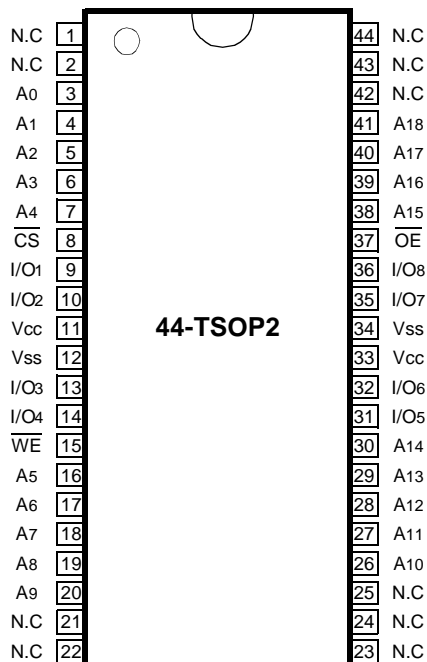 N.C 1 44 N.C
N.C 2 43 N.C
A0 3 42 N.C
A1 4 41 A18
A2 5 40 A17
A3 6 39 A16
A4 7 38 A15
CS 8 37 OE
I/O1 9 36 I/O8
I/O2 10 35 I/O7
Vcc 11 44-TSOP2 34 Vss
Vss 12 33 Vcc
I/O3 13 32 I/O6
I/O4 14 31 I/O5
WE 15 30 A14
A5 16 29 A13
A6 17 28 A12
A7 18 27 A11
A8 19 26 A10
A9 20 25 N.C
N.C 21 24 N.C
N.C 22 23 N.C